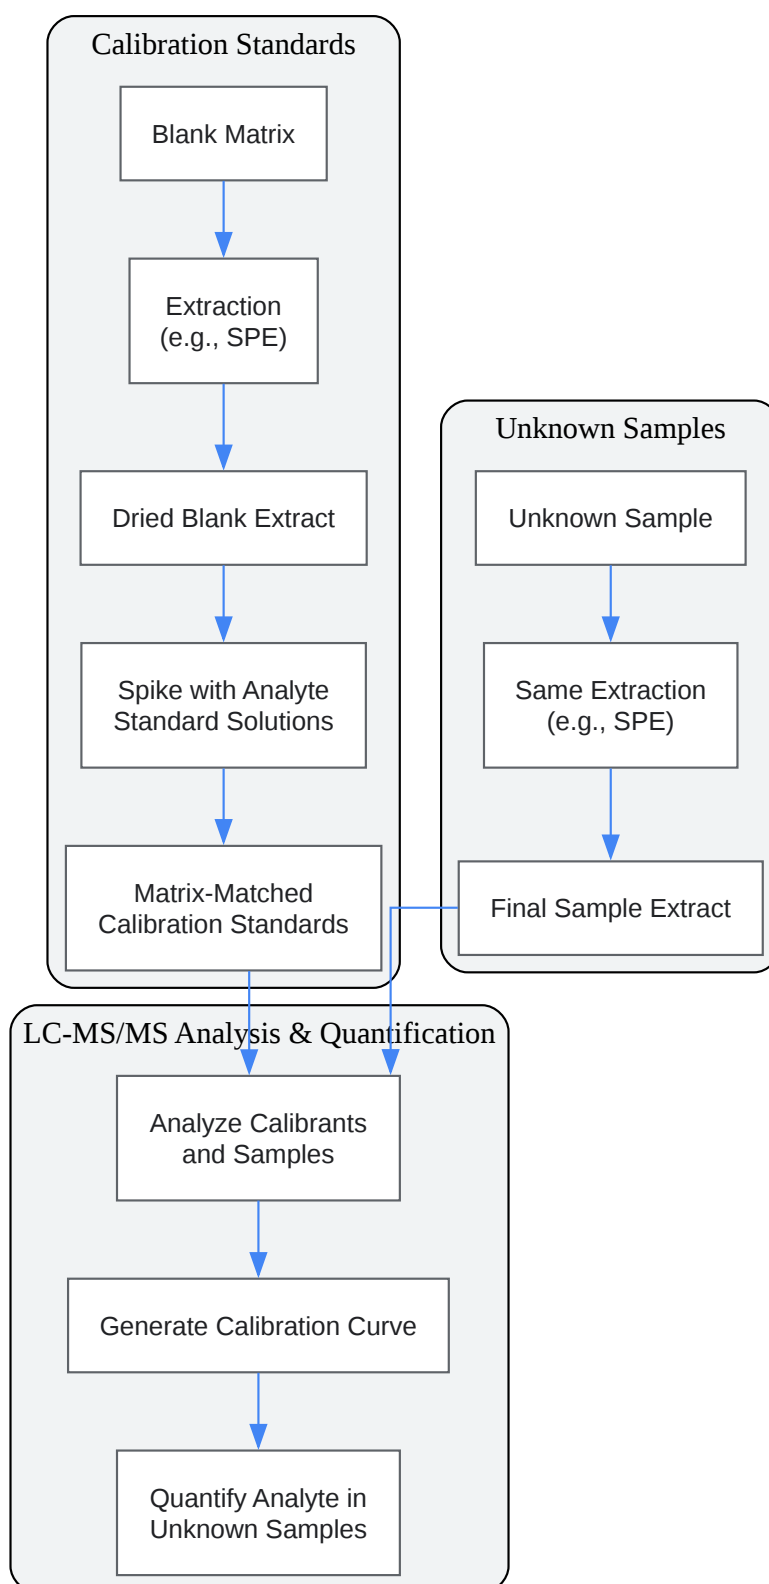 Calibration Standards
Blank Matrix
Extraction
(e.g., SPE)
Dried Blank Extract
Spike with Analyte
Standard Solutions
Matrix-Matched
Calibration Standards
Unknown Samples
Unknown Sample
Same Extraction
(e.g., SPE)
Final Sample Extract
LC-MS/MS Analysis & Quantification
Analyze Calibrants
and Samples
Generate Calibration Curve
Quantify Analyte in
Unknown Samples